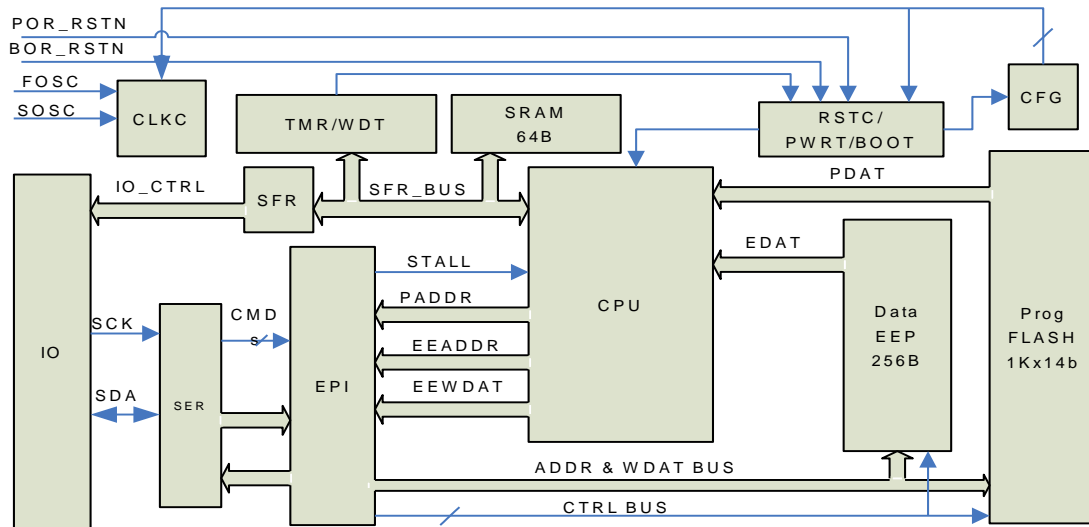 POR_RSTN
BOR_RSTN
FOSC
SOSC
CLKC
TMR/WDT
SRAM
64B
RSTC/
PWRT/BOOT
CFG
IO_CTRL
SFR
SFR_BUS
PDAT
EDAT
STALL
PADDR
EEADDR
EEWDAT
CPU
Data
EEP
256B
Prog
FLASH
1Kx14b
IO
SCK
SDA
SER
CMD
s
EPI
ADDR & WDAT BUS
CTRL BUS